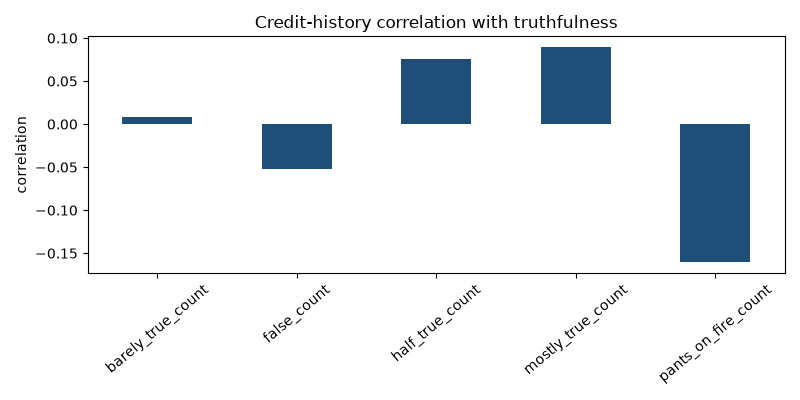 Credit-history correlation with truthfulness
correlation
0.10
0.05
0.00
−0.05
−0.10
−0.15
barely_true_count
false_count
half_true_count
mostly_true_count
pants_on_fire_count